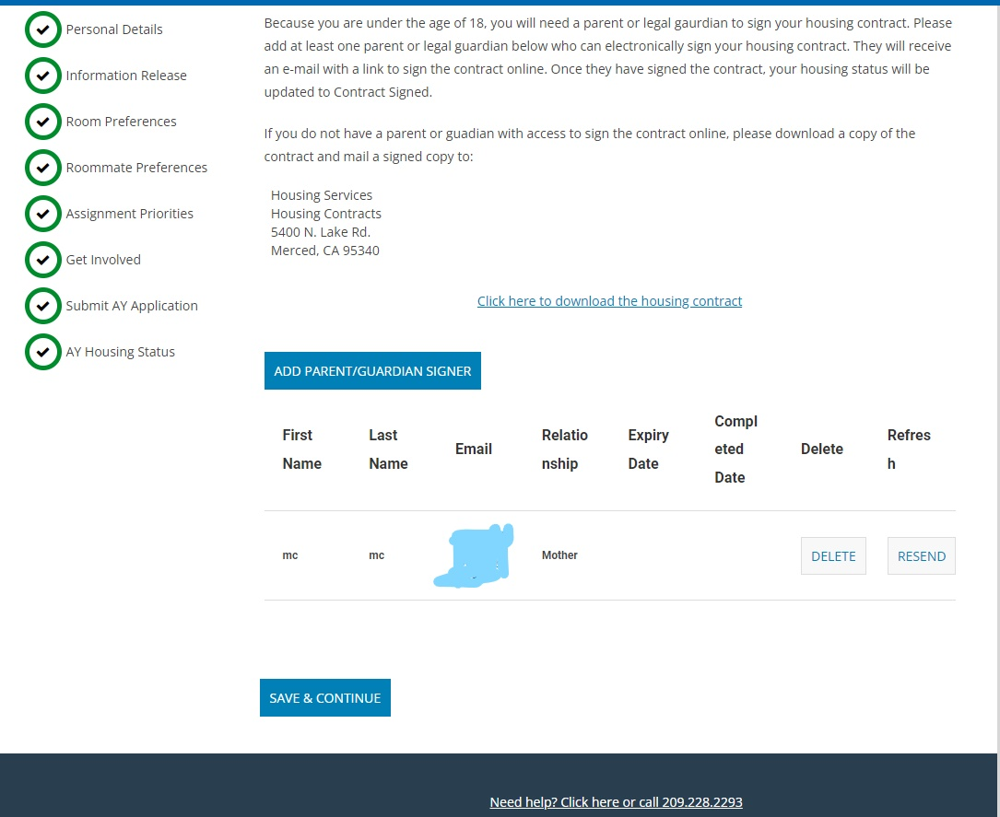 Personal Details
Information Release
Room Preferences
Roommate Preferences
Assignment Priorities
Get Involved
Submit AY Application
AY Housing Status
Because you are under the age of 18, you will need a parent or legal gaurdian to sign your housing contract. Please
add at least one parent or legal guardian below who can electronically sign your housing contract. They will receive
an e-mail with a link to sign the contract online. Once they have signed the contract, your housing status will be
updated to Contract Signed.
If you do not have a parent or guadian with access to sign the contract online, please download a copy of the
contract and mail a signed copy to:
Housing Services
Housing Contracts
5400 N. Lake Rd.
Merced, CA 95340
Click here to download the housing contract
ADD PARENT/GUARDIAN SIGNER
First
Name
Last
Name
Email
Relatio
nship
Expiry
Date
Compl
eted
Date
Delete
Refres
h
mc
mc
Mother
DELETE
RESEND
SAVE & CONTINUE
Need help? Click here or call 209.228.2293